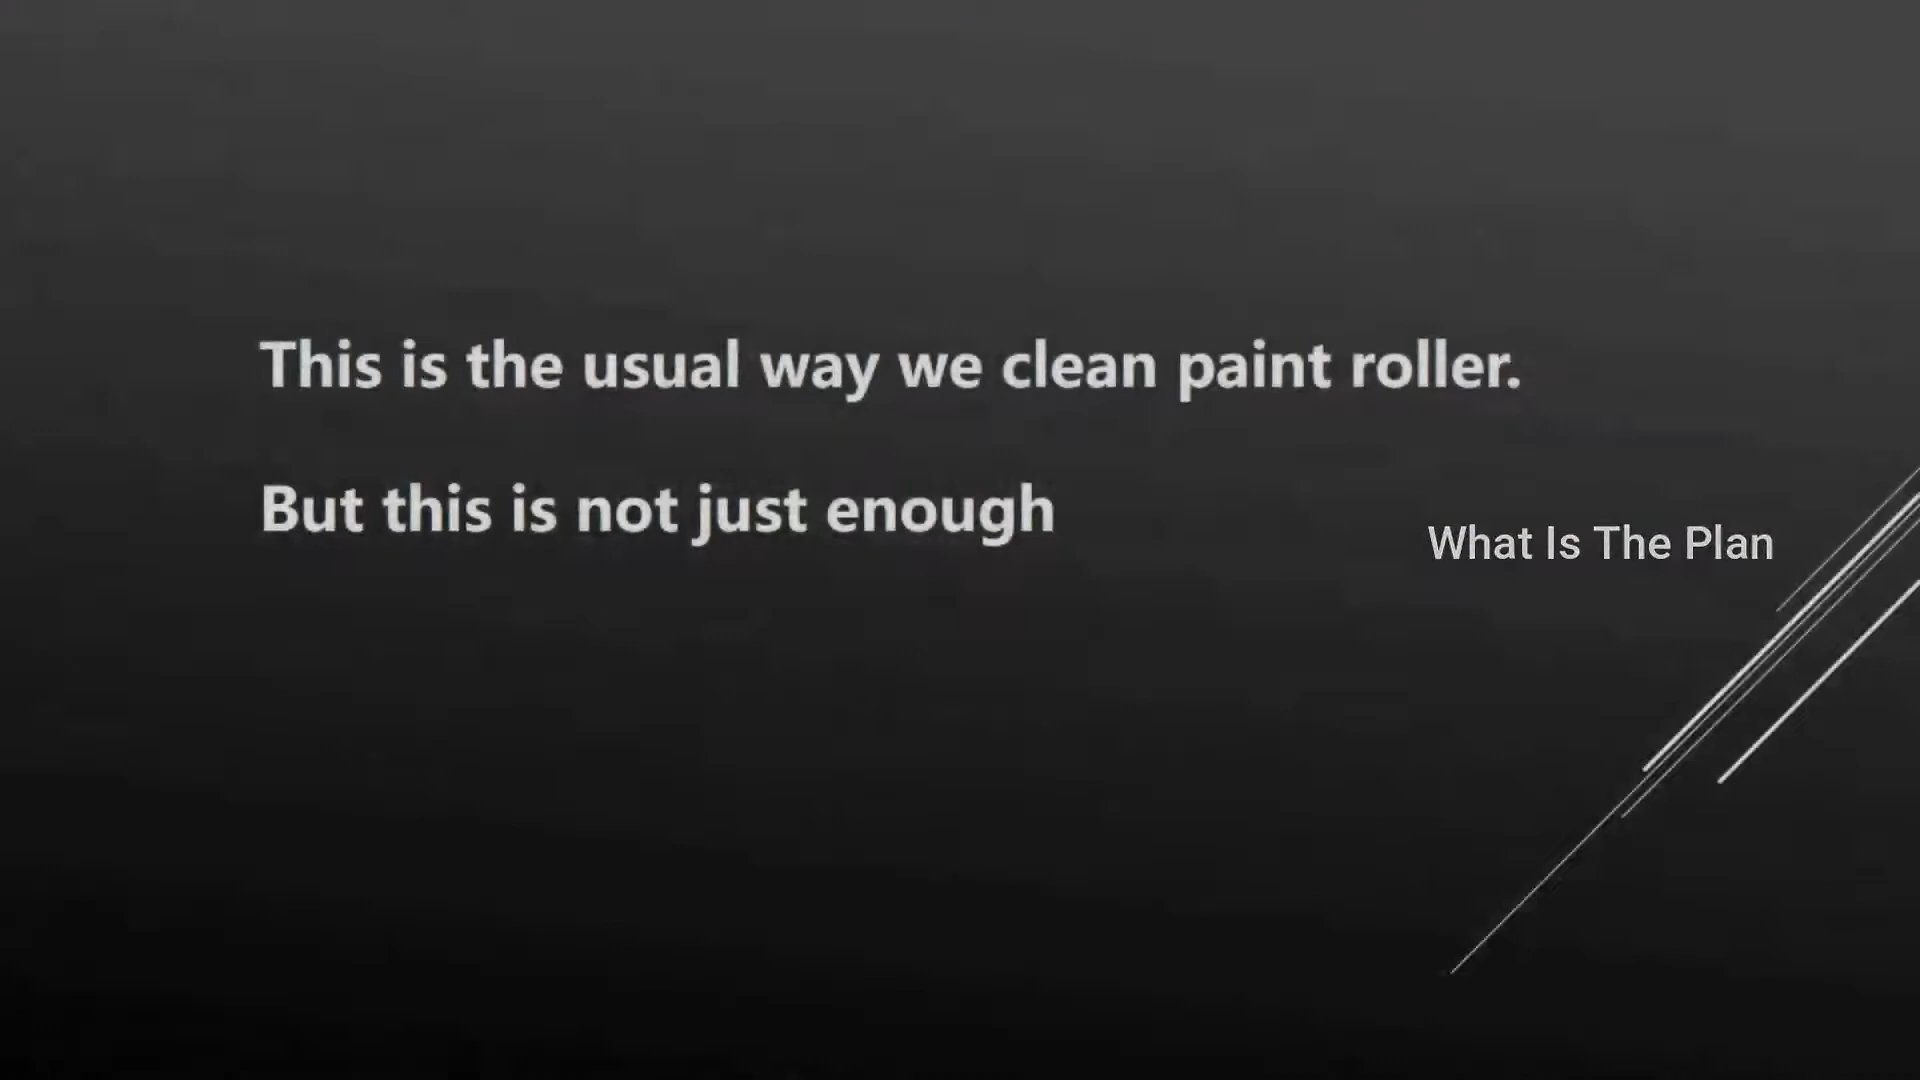 This is the usual way we clean paint roller.
But this is not just enough
What Is The Plan